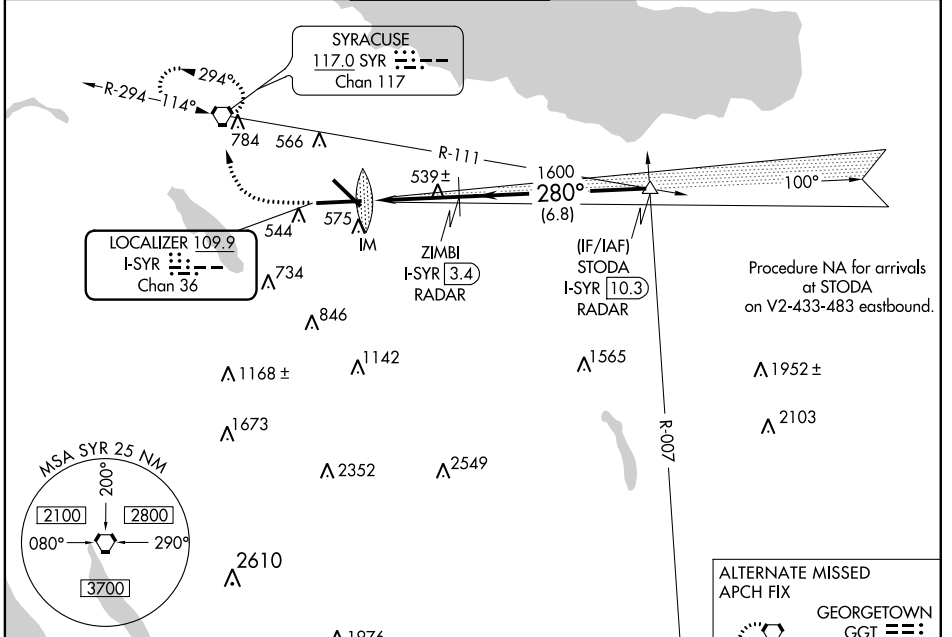 SYRACUSE
117.0 SYR
Chan 117
294°
R-294
114°
784
566
R-111
539 ±
1600
280°
(6.8)
100°
544
575
IM
LOCALIZER 109.9
I-SYR
Chan 36
ZIMBI
I-SYR 3.4
RADAR
(IF/IAF)
STODA
I-SYR 10.3
RADAR
Procedure NA for arrivals
at STODA
on V2-433-483 eastbound.
734
846
1142
1565
1168 ±
1952 ±
1673
2103
R-007
2352
2549
MSA SYR 25 NM
200°
2100
2800
080°
290°
3700
2610
1976
ALTERNATE MISSED
APCH FIX
GEORGETOWN
GGT